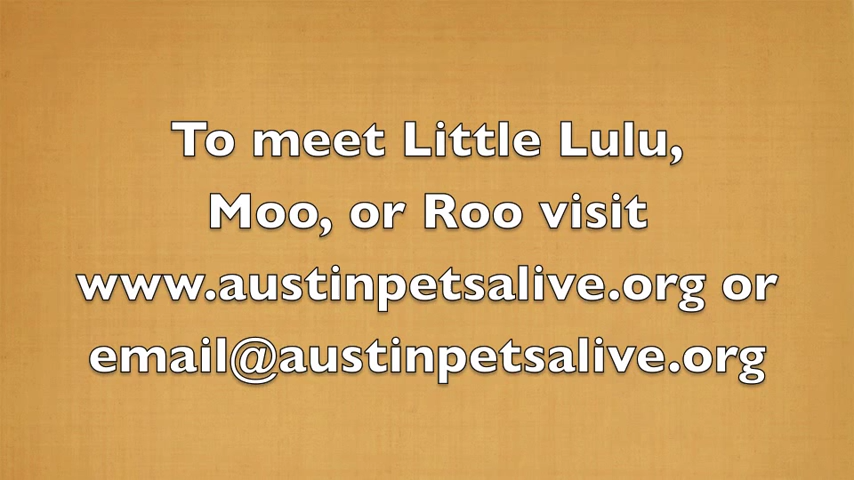 To meet Little Lulu,
Moo, or Roo visit
www.austinpetsalive.org or
email@austinpetsalive.org